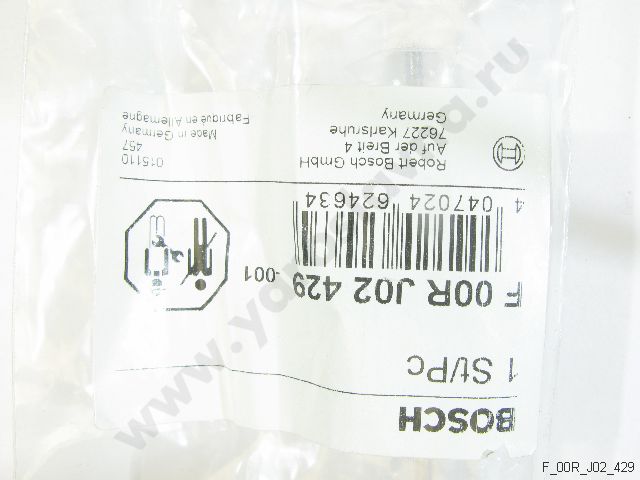 BOSCH
1 St/Pc
F 00R J02 429 -001
4 047024 624634
Robert Bosch GmbH
Auf der Breit 4
76227 Karlsruhe
Germany
015110
457
Made in Germany
Fabriqué en Allemagne
F_00R_J02_429